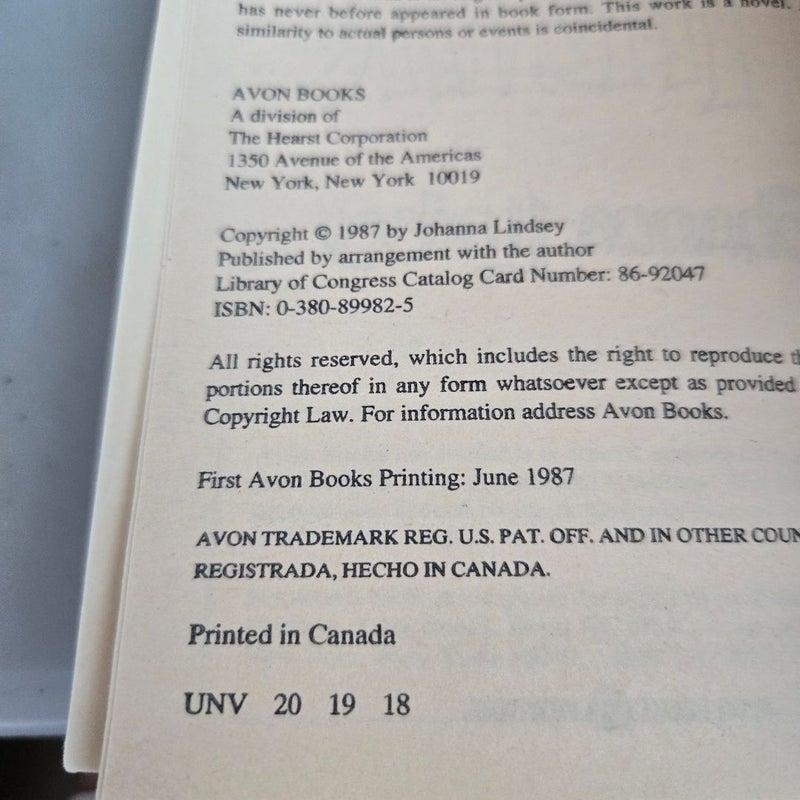 has never before appeared in book form. This work is a novel.
similarity to actual persons or events is coincidental.
AVON BOOKS
A division of
The Hearst Corporation
1350 Avenue of the Americas
New York, New York 10019
Copyright © 1987 by Johanna Lindsey
Published by arrangement with the author
Library of Congress Catalog Card Number: 86-92047
ISBN: 0-380-89982-5
All rights reserved, which includes the right to reproduce th
portions thereof in any form whatsoever except as provided
Copyright Law. For information address Avon Books.
First Avon Books Printing: June 1987
AVON TRADEMARK REG. U.S. PAT. OFF. AND IN OTHER COUN
REGISTRADA, HECHO IN CANADA.
Printed in Canada
UNV 20 19 18